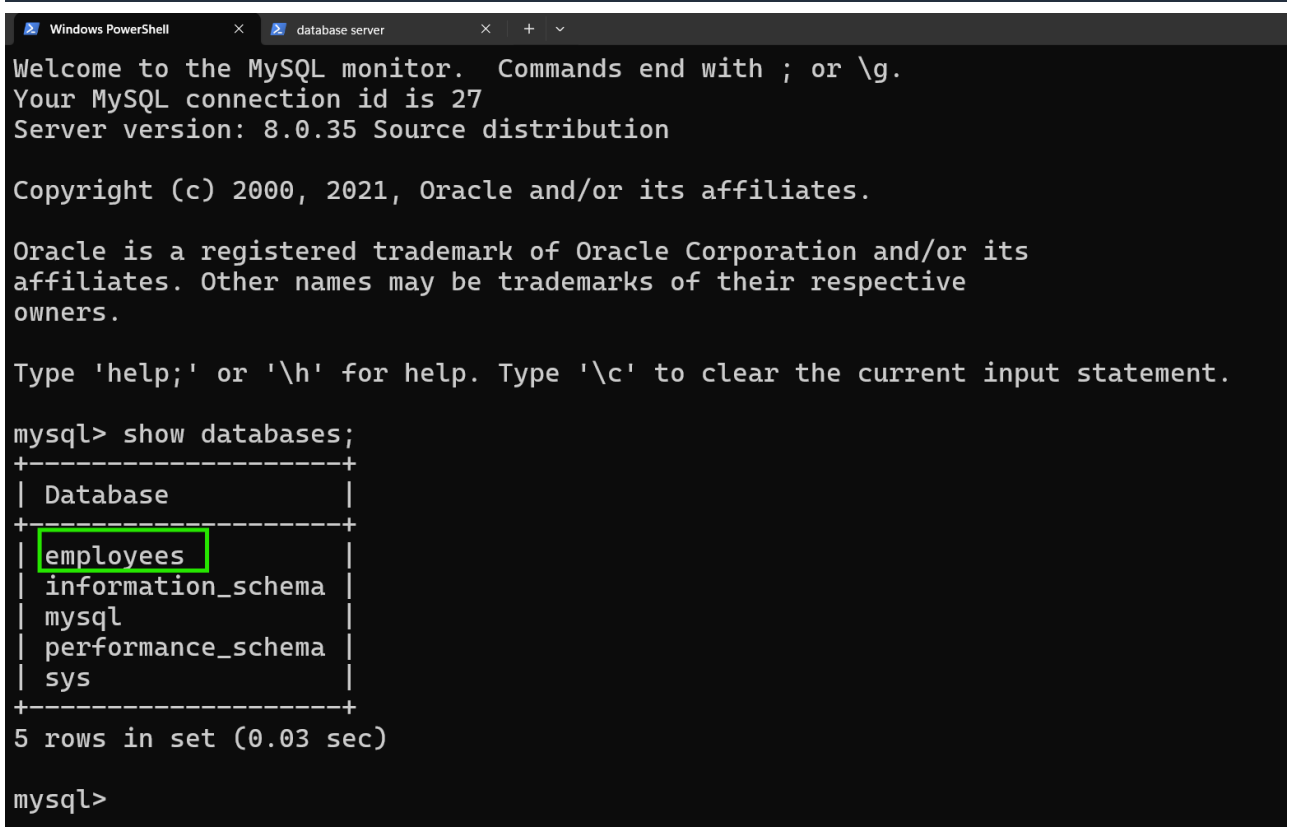 Windows PowerShell
database server
Welcome to the MySQL monitor.  Commands end with ; or \g.
Your MySQL connection id is 27
Server version: 8.0.35 Source distribution
Copyright (c) 2000, 2021, Oracle and/or its affiliates.
Oracle is a registered trademark of Oracle Corporation and/or its
affiliates. Other names may be trademarks of their respective
owners.
Type 'help;' or '\h' for help. Type '\c' to clear the current input statement.
mysql> show databases;
+--------------------+
| Database           |
+--------------------+
| employees          |
| information_schema |
| mysql              |
| performance_schema |
| sys                |
+--------------------+
5 rows in set (0.03 sec)
mysql>